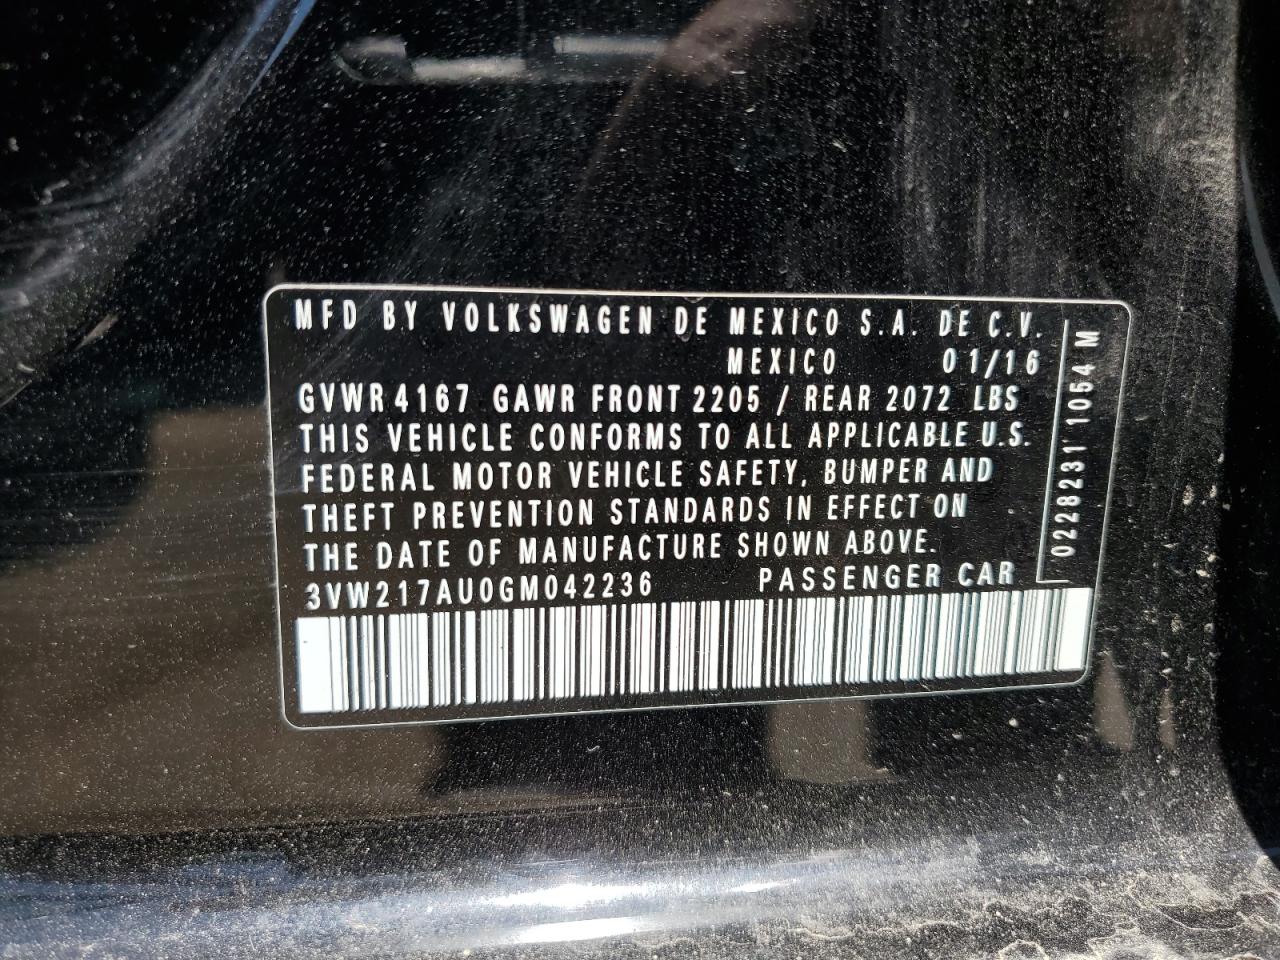 MFD BY VOLKSWAGEN DE MEXICO S.A. DE C.V.
MEXICO 01/16
GVWR 4167 GAWR FRONT 2205 / REAR 2072 LBS
THIS VEHICLE CONFORMS TO ALL APPLICABLE U.S.
FEDERAL MOTOR VEHICLE SAFETY, BUMPER AND
THEFT PREVENTION STANDARDS IN EFFECT ON
THE DATE OF MANUFACTURE SHOWN ABOVE.
3VW217AU0GM042236 PASSENGER CAR
0228231 1054 M